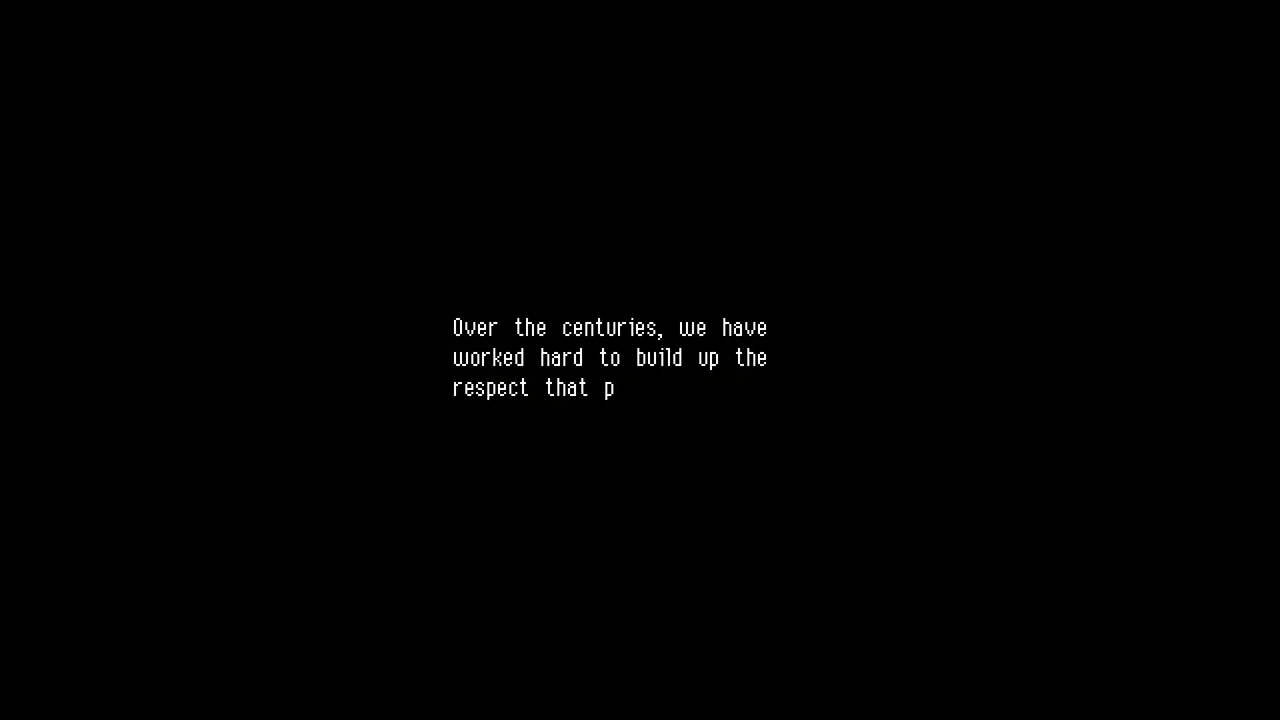 Over the centuries, we have
worked hard to build up the
respect that p